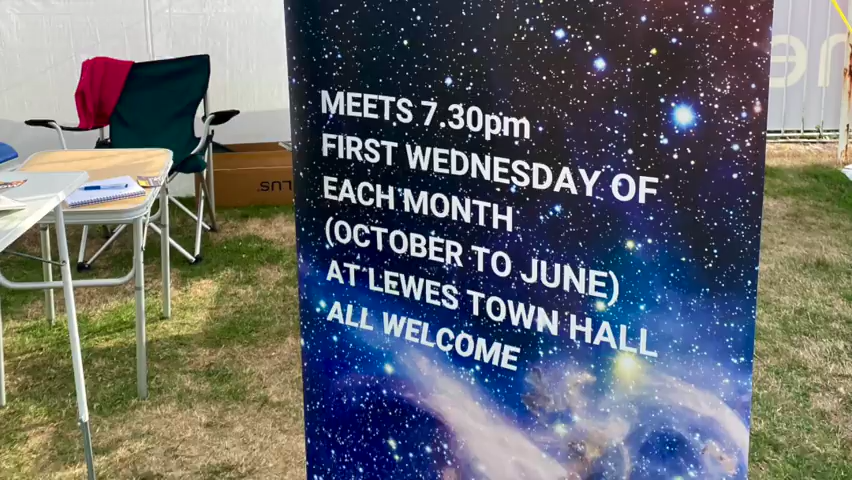 MEETS 7.30pm
FIRST WEDNESDAY OF
EACH MONTH
(OCTOBER TO JUNE)
AT LEWES TOWN HALL
ALL WELCOME